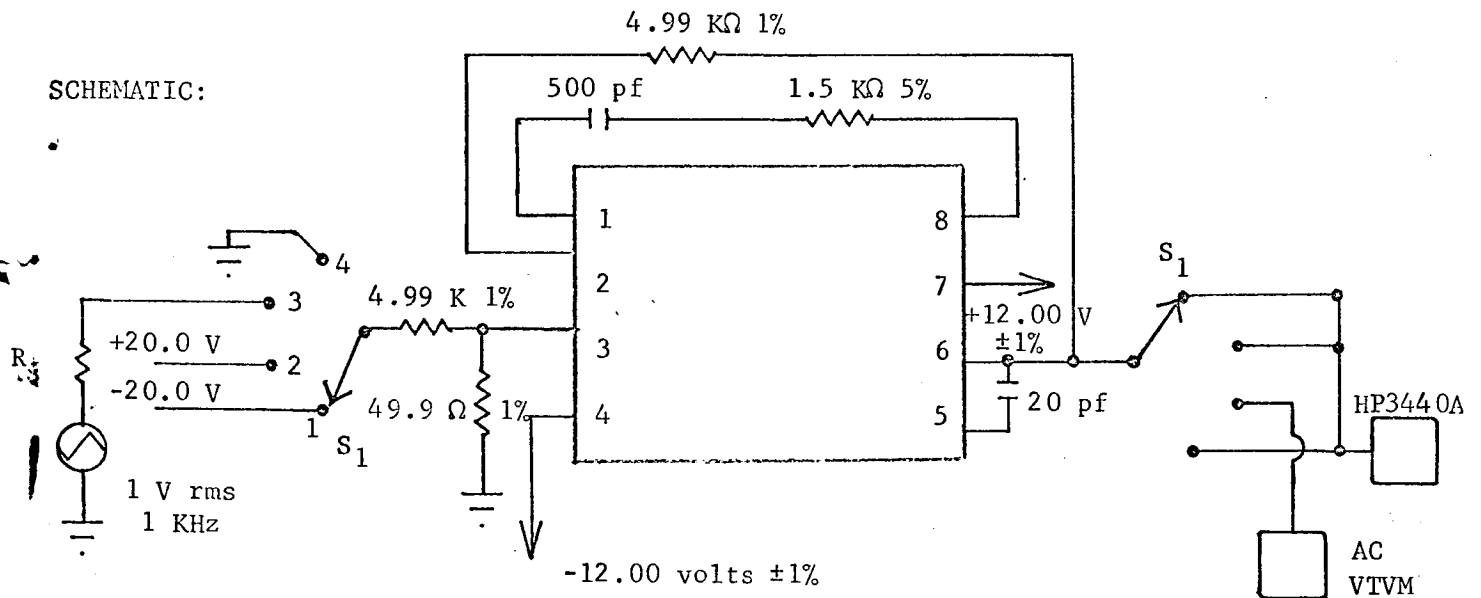 4.99 KΩ 1%
SCHEMATIC:
500 pf
1.5 KΩ 5%
1
8
4
2
S1
7
3
4.99 K 1%
+12.00 V
±1%
3
6
R
+20.0 V
2
-20.0 V
1
S1
49.9 Ω 1%
4
5
20 pf
HP3440A
1 V rms
1 KHz
-12.00 volts ±1%
AC
VTVM